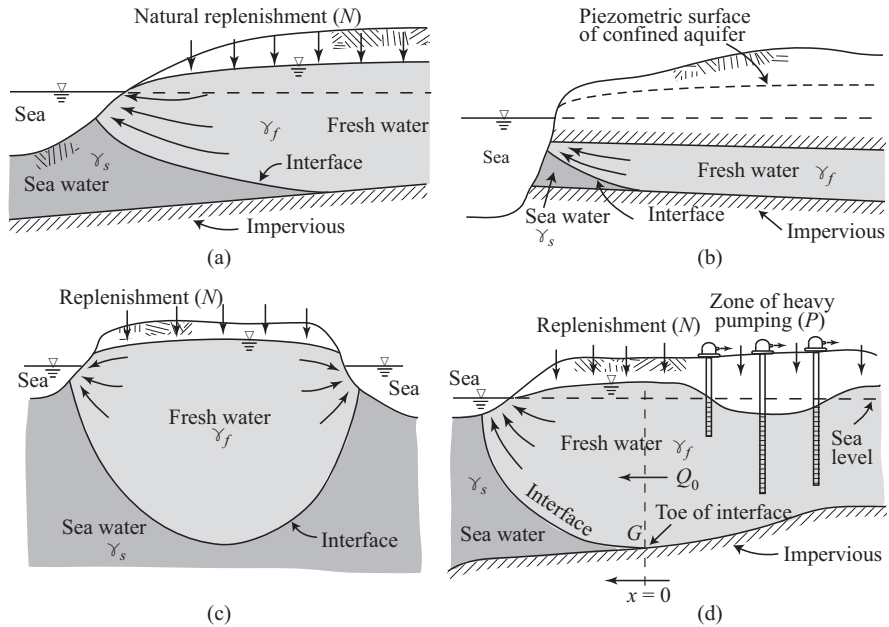 Natural replenishment (N)
Sea
γf
Fresh water
γs
Sea water
Interface
Impervious
(a)
Piezometric surface
of confined aquifer
Sea
Fresh water γf
Sea
water
γs
Interface
Impervious
(b)
Replenishment (N)
Sea
Sea
Fresh water
γf
Sea water
γs
Interface
(c)
Zone of heavy
pumping (P)
Replenishment (N)
Sea
Fresh water γf
Sea
level
γs
Q0
Interface
Toe of interface
G
Sea water
Impervious
x = 0
(d)